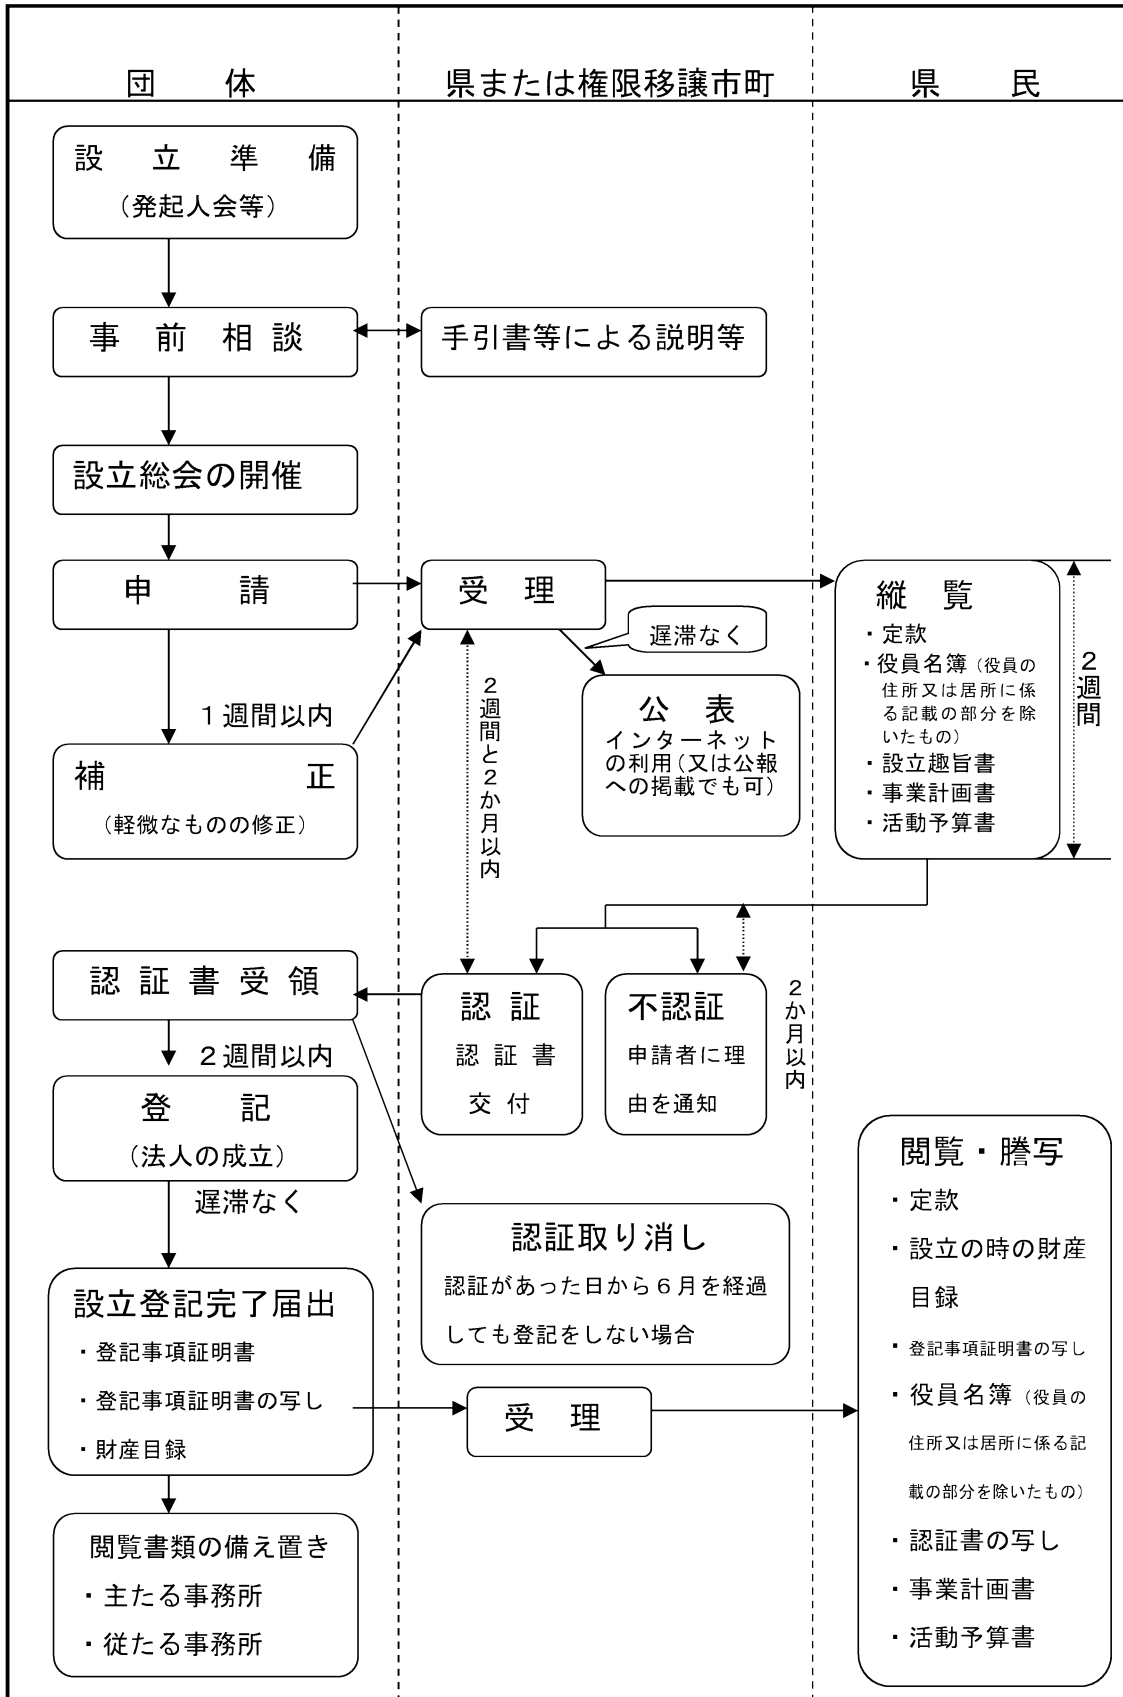 団体
県または権限移譲市町
県民
設立準備
（発起人会等）
事前相談
手引書等による説明等
設立総会の開催
申請
受理
縦覧
・定款
・役員名簿（役員の
住所又は居所に係
る記載の部分を除
いたもの）
・設立趣旨書
・事業計画書
・活動予算書
2週間
遅滞なく
公表
インターネット
の利用（又は公報
への掲載でも可）
2週間と2か月以内
1週間以内
補正
（軽微なものの修正）
認証書受領
認証
認証書
交付
不認証
申請者に理
由を通知
2か月以内
2週間以内
登記
（法人の成立）
遅滞なく
認証取り消し
認証があった日から6月を経過
しても登記をしない場合
設立登記完了届出
・登記事項証明書
・登記事項証明書の写し
・財産目録
受理
閲覧・謄写
・定款
・設立の時の財産
目録
・登記事項証明書の写し
・役員名簿（役員の
住所又は居所に係る記
載の部分を除いたもの）
・認証書の写し
・事業計画書
・活動予算書
閲覧書類の備え置き
・主たる事務所
・従たる事務所